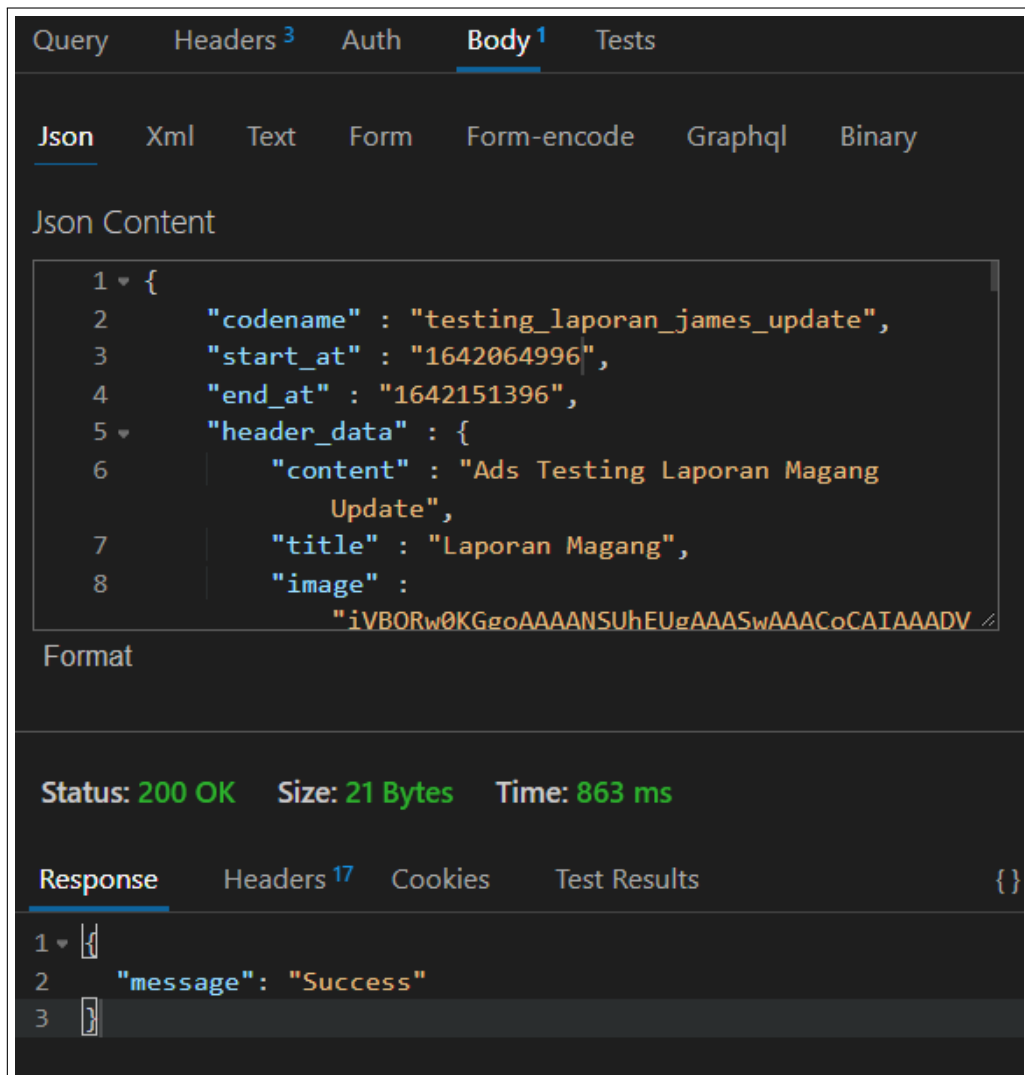 Query Headers 3 Auth Body 1 Tests
Json Xml Text Form Form-encode Graphql Binary
Json Content
1 {
2 "codename" : "testing_laporan_james_update",
3 "start_at" : "1642064996",
4 "end_at" : "1642151396",
5 "header_data" : {
6 "content" : "Ads Testing Laporan Magang
Update",
7 "title" : "Laporan Magang",
8 "image" :
"iVBORw0KGgoAAAANSUhEUgAAASwAAACoCAIAAADV
Format
Status: 200 OK Size: 21 Bytes Time: 863 ms
Response Headers 17 Cookies Test Results {}
1 {
2 "message": "Success"
3 }